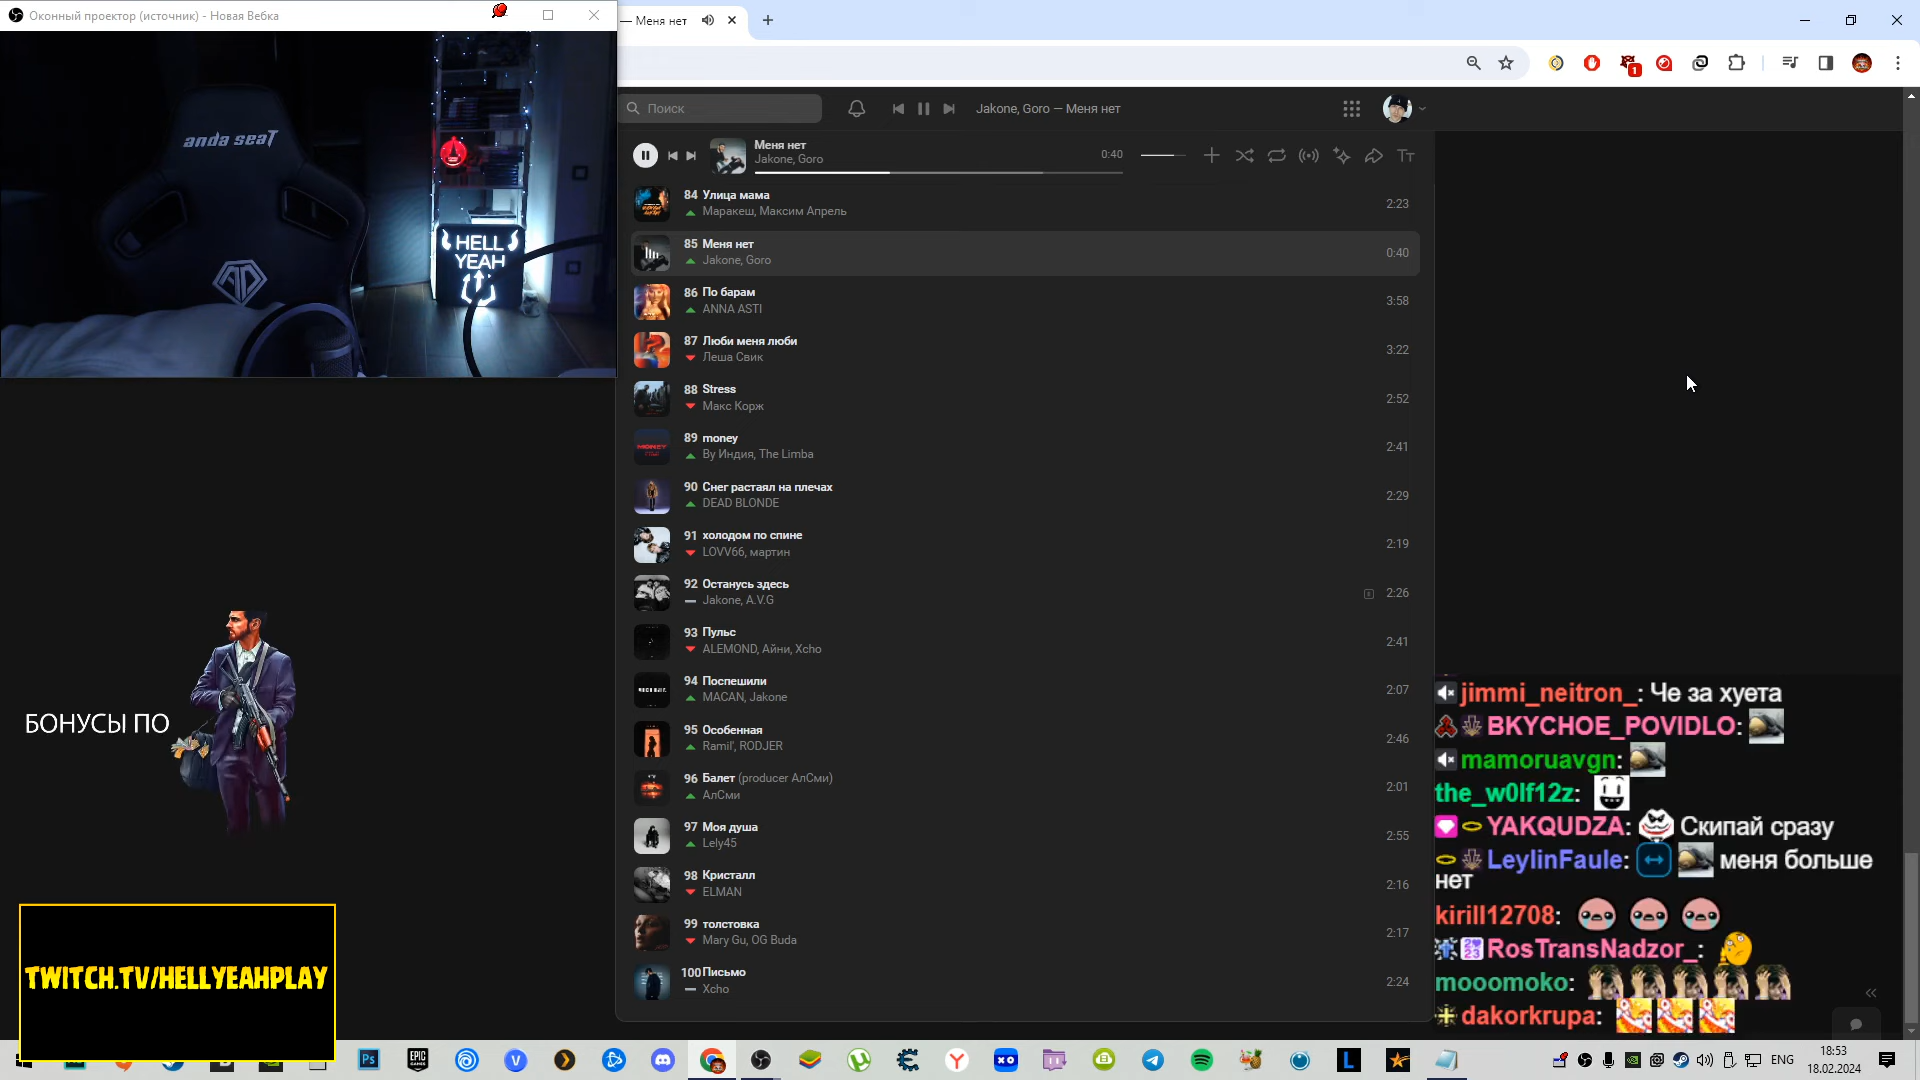 Оконный проектор (источник) - Новая Вебка
— Меня нет
anda seaT
HELL
YEAH
1
Поиск
Jakone, Goro — Меня нет
Меня нет
Jakone, Goro
0:40
84 Улица мама
Маракеш, Максим Апрель
2:23
85 Меня нет
Jakone, Goro
0:40
86 По барам
ANNA ASTI
3:58
87 Люби меня люби
Леша Свик
3:22
88 Stress
Макс Корж
2:52
89 money
By Индия, The Limba
2:41
90 Снег растаял на плечах
DEAD BLONDE
2:29
91 холодом по спине
LOVV66, мартин
2:19
92 Останусь здесь
Jakone, A.V.G
2:26
93 Пульс
ALEMOND, Айни, Xcho
2:41
94 Поспешили
MACAN, Jakone
2:07
95 Особенная
Ramil', RODJER
2:46
96 Балет (producer АлСми)
АлСми
2:01
97 Моя душа
Lely45
2:55
98 Кристалл
ELMAN
2:16
99 толстовка
Mary Gu, OG Buda
2:17
100 Письмо
Xcho
2:24
БОНУСЫ ПО
TWITCH.TV/HELLYEAHPLAY
jimmi_neitron_: Че за хуета
BKYCHOE_POVIDLO:
mamoruavgn:
the_w0lf12z:
YAKQUDZA: Скипай сразу
LeylinFaule: меня больше
нет
kirill12708:
RosTransNadzor_:
mooomoko:
dakorkrupa:
ENG
18:53
18.02.2024